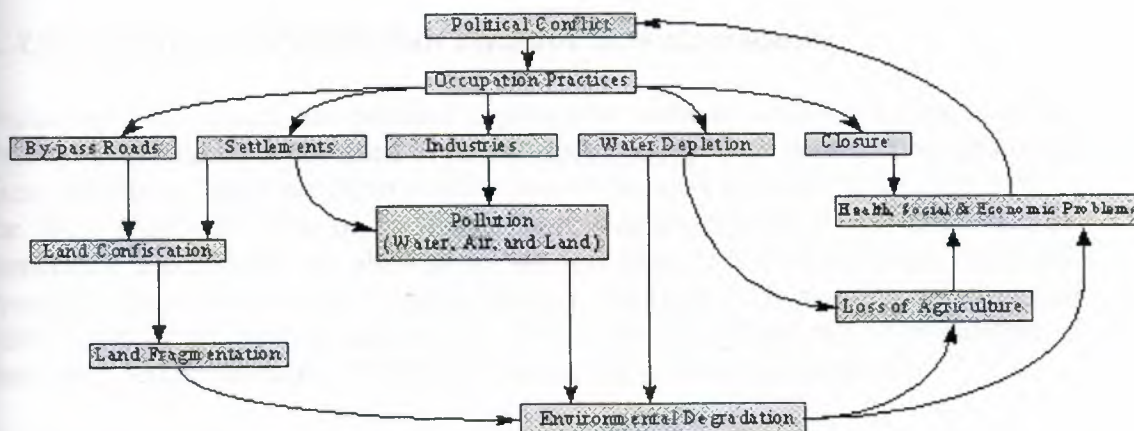 Political Conflict
Occupation Practices
By-pass Roads
Settlements
Industries
Water Depletion
Closure
Health, Social & Economic Problems
Pollution
(Water, Air, and Land)
Land Confiscation
Loss of Agriculture
Land Fragmentation
Environmental Degradation